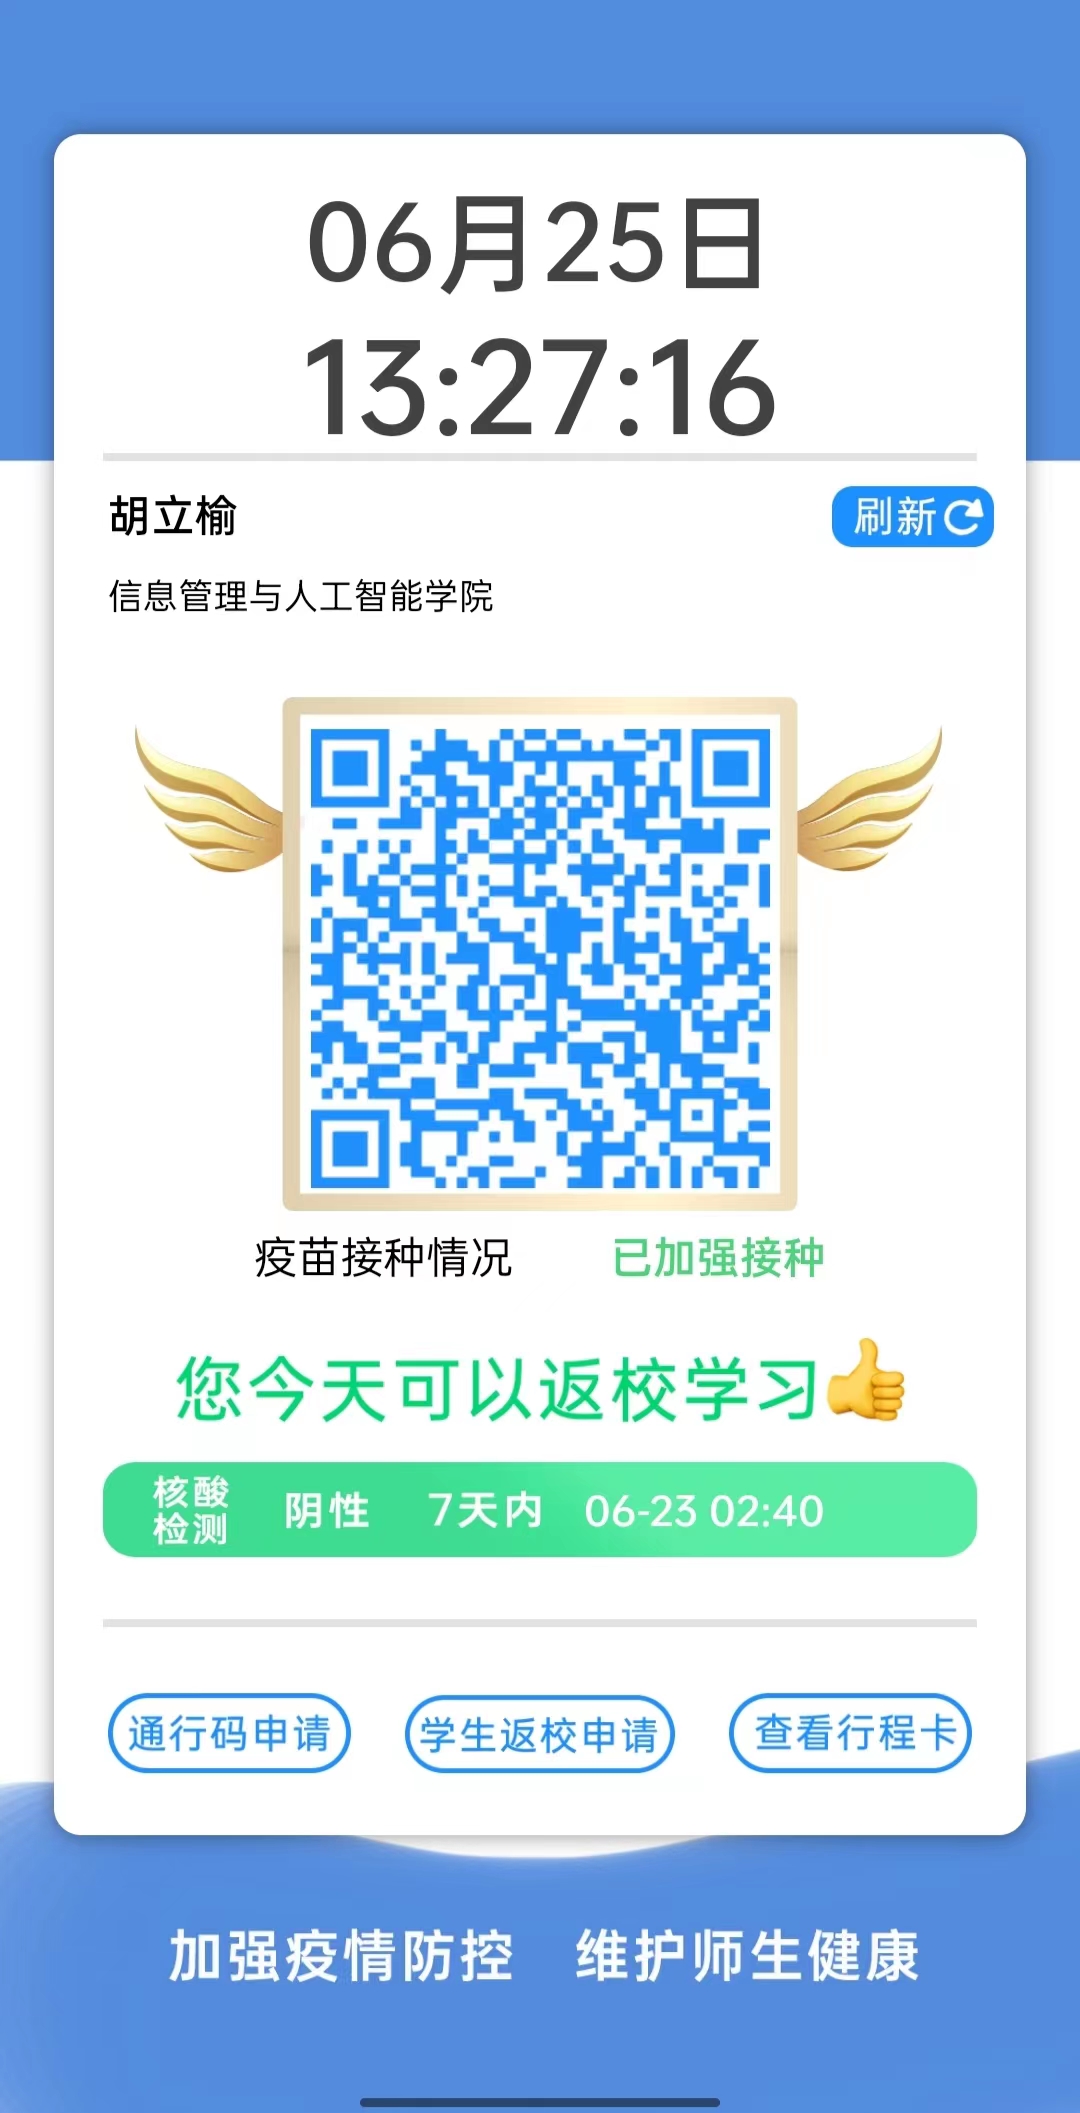 06月25日
13:27:16
胡立榆
刷新
信息管理与人工智能学院
疫苗接种情况 已加强接种
您今天可以返校学习👍
核酸检测 阴性 7天内 06-23 02:40
通行码申请 学生返校申请 查看行程卡
加强疫情防控 维护师生健康